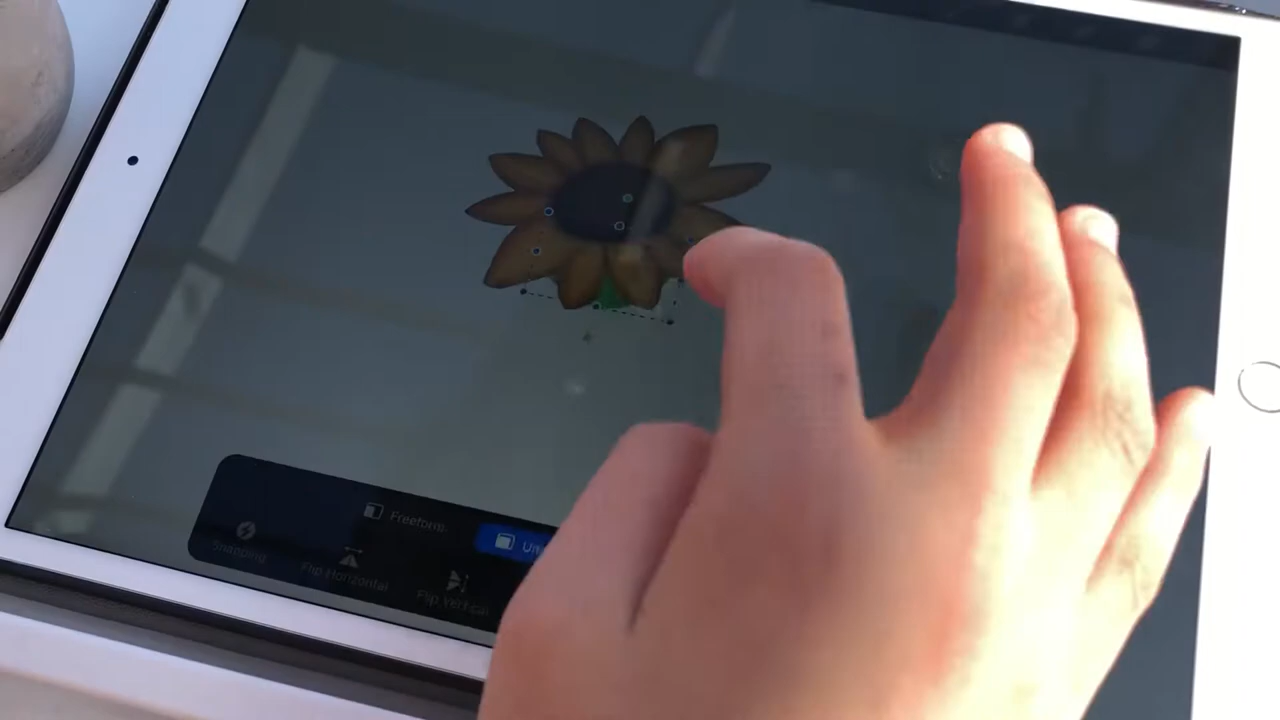 Freeform
Snapping
Flip Horizontal
Flip Vertical